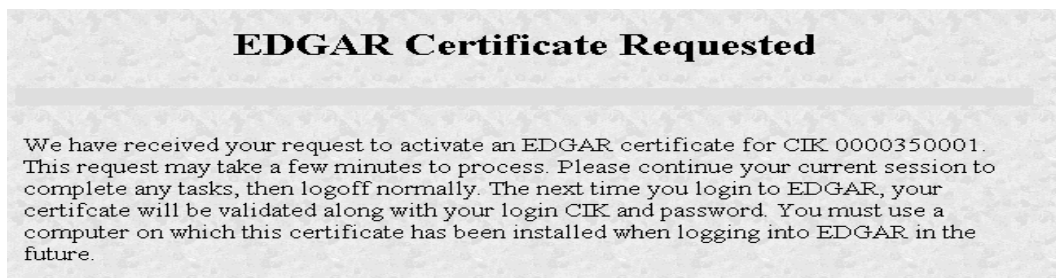 EDGAR Certificate Requested
We have received your request to activate an EDGAR certificate for CIK 0000350001.
This request may take a few minutes to process. Please continue your current session to
complete any tasks, then logoff normally. The next time you login to EDGAR, your
certifcate will be validated along with your login CIK and password. You must use a
computer on which this certificate has been installed when logging into EDGAR in the
future.